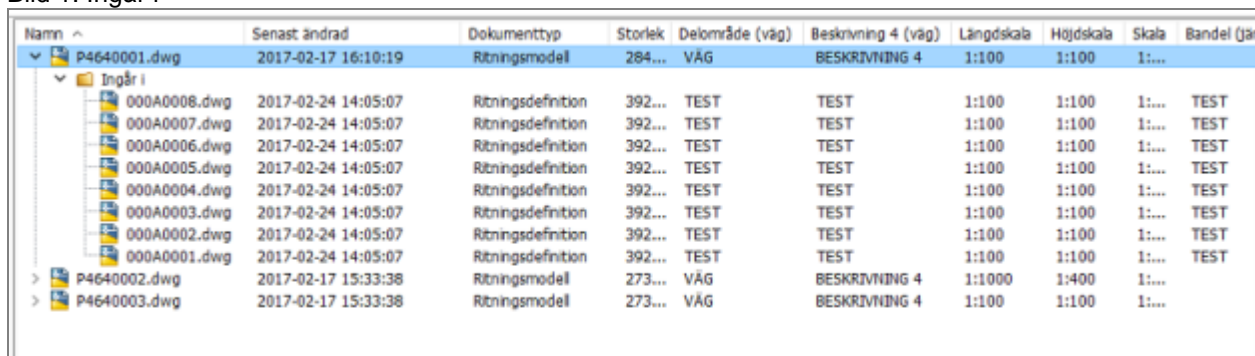 Namn Senast ändrad Dokumenttyp Storlek Delområde (väg) Beskrivning 4 (väg) Längdskala Höjdskala Skala Bandel (jär
P4640001.dwg 2017-02-17 16:10:19 Ritningsmodell 284... VÄG BESKRIVNING 4 1:100 1:100 1:...
Ingår i
000A0008.dwg 2017-02-24 14:05:07 Ritningsdefinition 392... TEST TEST 1:100 1:100 1:... TEST
000A0007.dwg 2017-02-24 14:05:07 Ritningsdefinition 392... TEST TEST 1:100 1:100 1:... TEST
000A0006.dwg 2017-02-24 14:05:07 Ritningsdefinition 392... TEST TEST 1:100 1:100 1:... TEST
000A0005.dwg 2017-02-24 14:05:07 Ritningsdefinition 392... TEST TEST 1:100 1:100 1:... TEST
000A0004.dwg 2017-02-24 14:05:07 Ritningsdefinition 392... TEST TEST 1:100 1:100 1:... TEST
000A0003.dwg 2017-02-24 14:05:07 Ritningsdefinition 392... TEST TEST 1:100 1:100 1:... TEST
000A0002.dwg 2017-02-24 14:05:07 Ritningsdefinition 392... TEST TEST 1:100 1:100 1:... TEST
000A0001.dwg 2017-02-24 14:05:07 Ritningsdefinition 392... TEST TEST 1:100 1:100 1:... TEST
P4640002.dwg 2017-02-17 15:33:38 Ritningsmodell 273... VÄG BESKRIVNING 4 1:1000 1:400 1:...
P4640003.dwg 2017-02-17 15:33:38 Ritningsmodell 273... VÄG BESKRIVNING 4 1:100 1:100 1:...